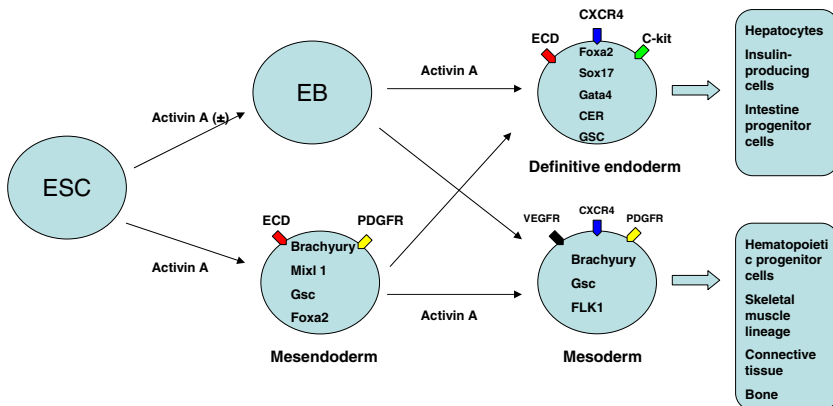 ESC
Activin A (±)
Activin A
EB
Activin A
ECD
PDGFR
Brachyury
Mixl 1
Gsc
Foxa2
Mesendoderm
Activin A
CXCR4
ECD
C-kit
Foxa2
Sox17
Gata4
CER
GSC
Definitive endoderm
VEGFR
CXCR4
PDGFR
Brachyury
Gsc
FLK1
Mesoderm
Hepatocytes
Insulin-
producing
cells
Intestine
progenitor
cells
Hematopoieti
c progenitor
cells
Skeletal
muscle
lineage
Connective
tissue
Bone